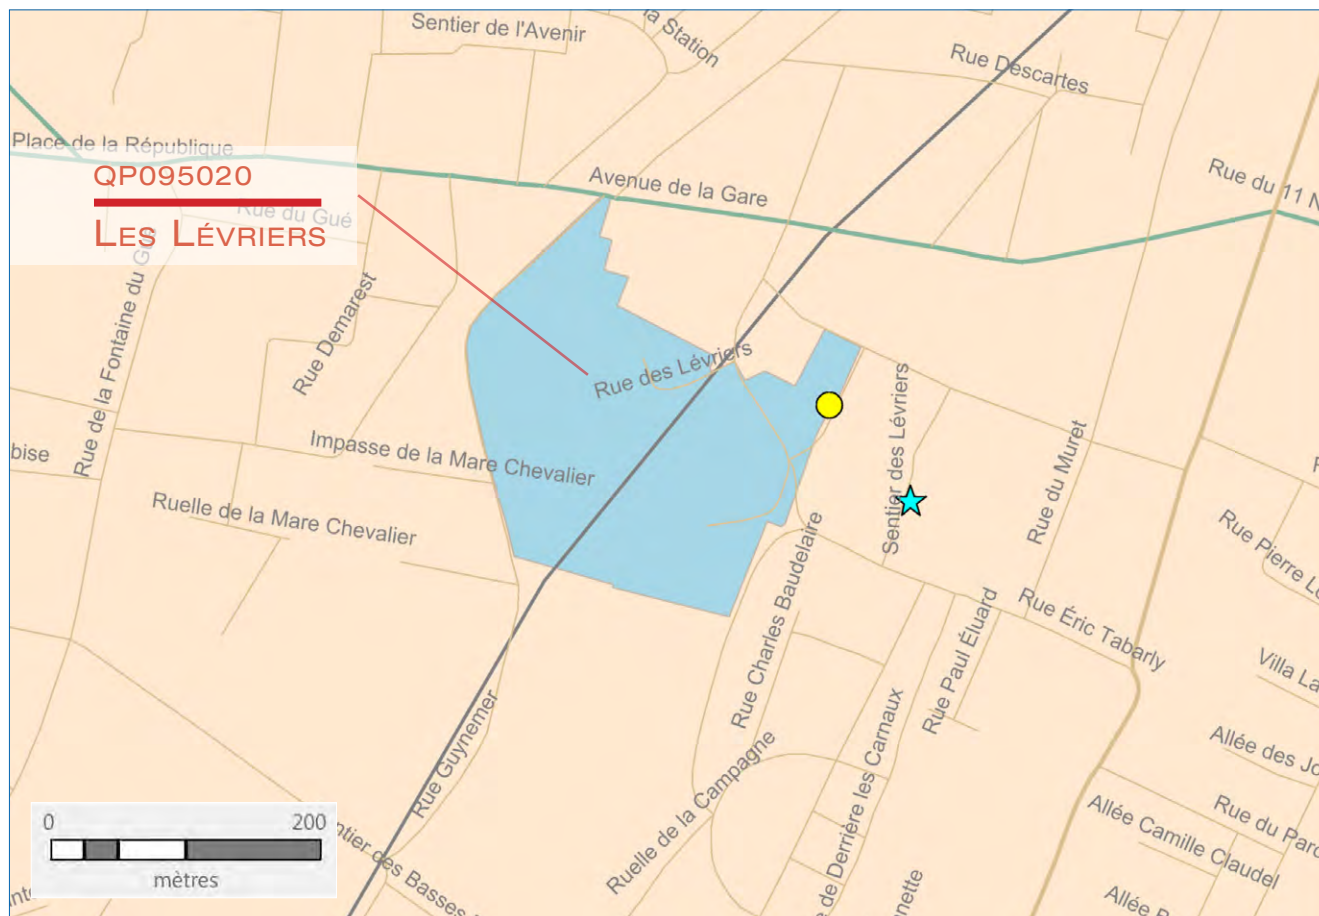 Sentier de l'Avenir
la Station
Rue Descartes
Place de la République
QP095020
Avenue de la Gare
Rue du 11 N
Rue du Gué
LES LÉVRIERS
Rue Demarest
Rue de la Fontaine du Gué
Rue des Lévriers
Sentier des Lévriers
Rue du Muret
bise
Impasse de la Mare Chevalier
Ruelle de la Mare Chevalier
Rue Pierre Lo
Rue Charles Baudelaire
Rue Paul Éluard
Rue Éric Tabarly
Villa La
Rue Guynemer
Ruelle de la Campagne
de Derrière les Carnaux
Allée des Jo
Allée Camille Claudel
Rue du Parc
0 200
mètres
ntier des Basses
onette
Allée